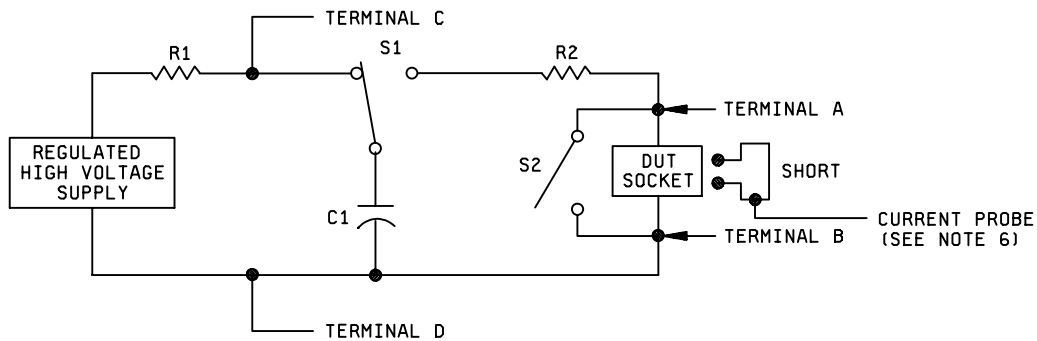 TERMINAL C
S1
R1
R2
TERMINAL A
REGULATED
HIGH VOLTAGE
SUPPLY
S2
DUT
SOCKET
SHORT
C1
CURRENT PROBE
(SEE NOTE 6)
TERMINAL B
TERMINAL D